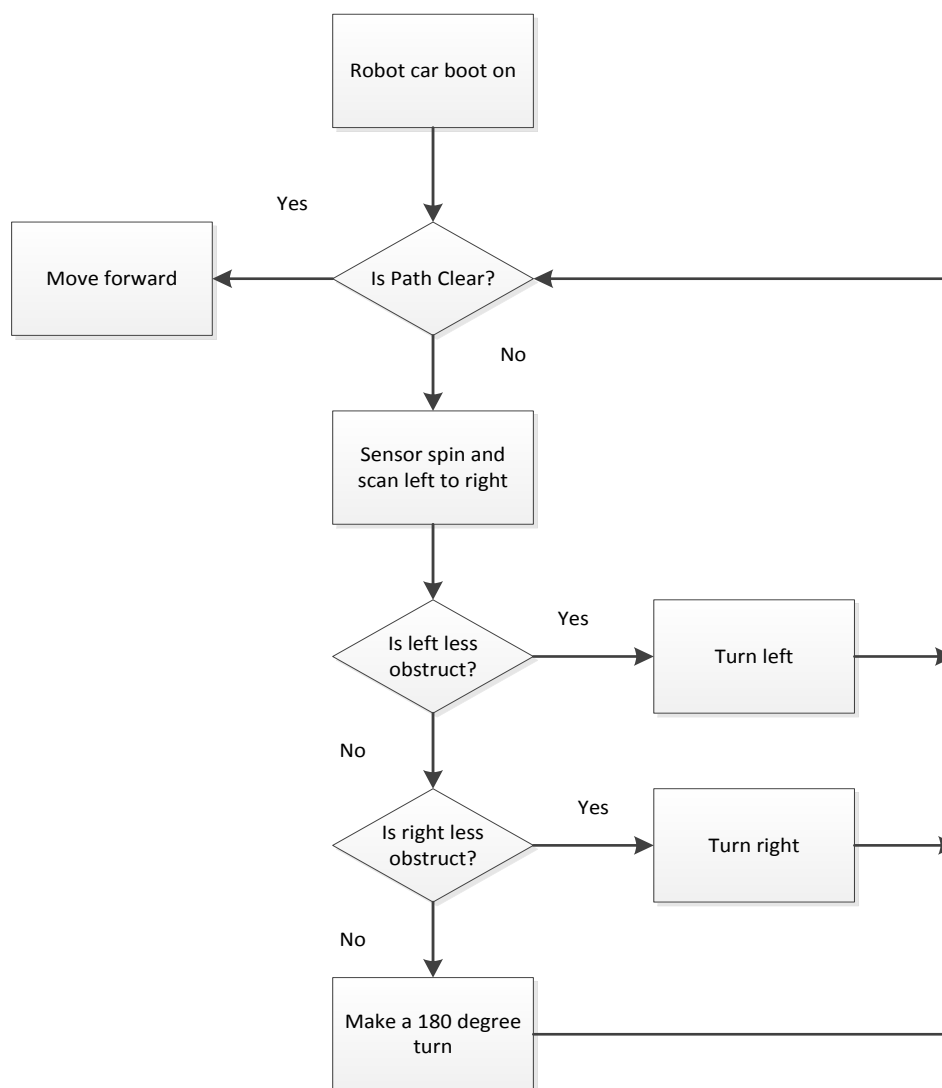 Robot car boot on
Yes
Move forward
Is Path Clear?
No
Sensor spin and
scan left to right
Is left less
obstruct?
Yes
Turn left
No
Is right less
obstruct?
Yes
Turn right
No
Make a 180 degree
turn